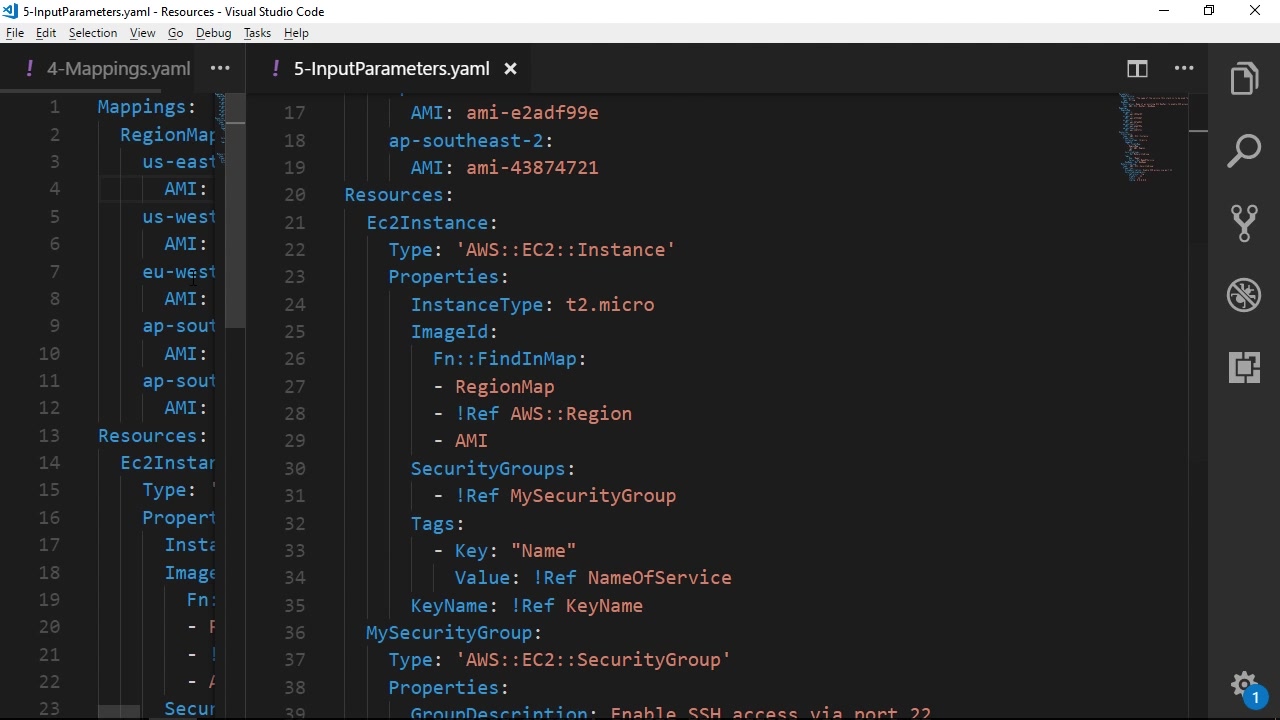 5-InputParameters.yaml - Resources - Visual Studio Code
File Edit Selection View Go Debug Tasks Help
! 4-Mappings.yaml ...
! 5-InputParameters.yaml ×
1 Mappings:
2 RegionMap
3 us-east
4 AMI:
5 us-west
6 AMI:
7 eu-west
8 AMI:
9 ap-sout
10 AMI:
11 ap-sout
12 AMI:
13 Resources:
14 Ec2Instan
15 Type: '
16 Propert
17 Insta
18 Image
19 Fn:
20 -
21 - !
22 -
23 Secur
17 AMI: ami-e2adf99e
18 ap-southeast-2:
19 AMI: ami-43874721
20 Resources:
21 Ec2Instance:
22 Type: 'AWS::EC2::Instance'
23 Properties:
24 InstanceType: t2.micro
25 ImageId:
26 Fn::FindInMap:
27 - RegionMap
28 - !Ref AWS::Region
29 - AMI
30 SecurityGroups:
31 - !Ref MySecurityGroup
32 Tags:
33 - Key: "Name"
34 Value: !Ref NameOfService
35 KeyName: !Ref KeyName
36 MySecurityGroup:
37 Type: 'AWS::EC2::SecurityGroup'
38 Properties:
39 GroupDescription: Enable SSH access via port 22
1